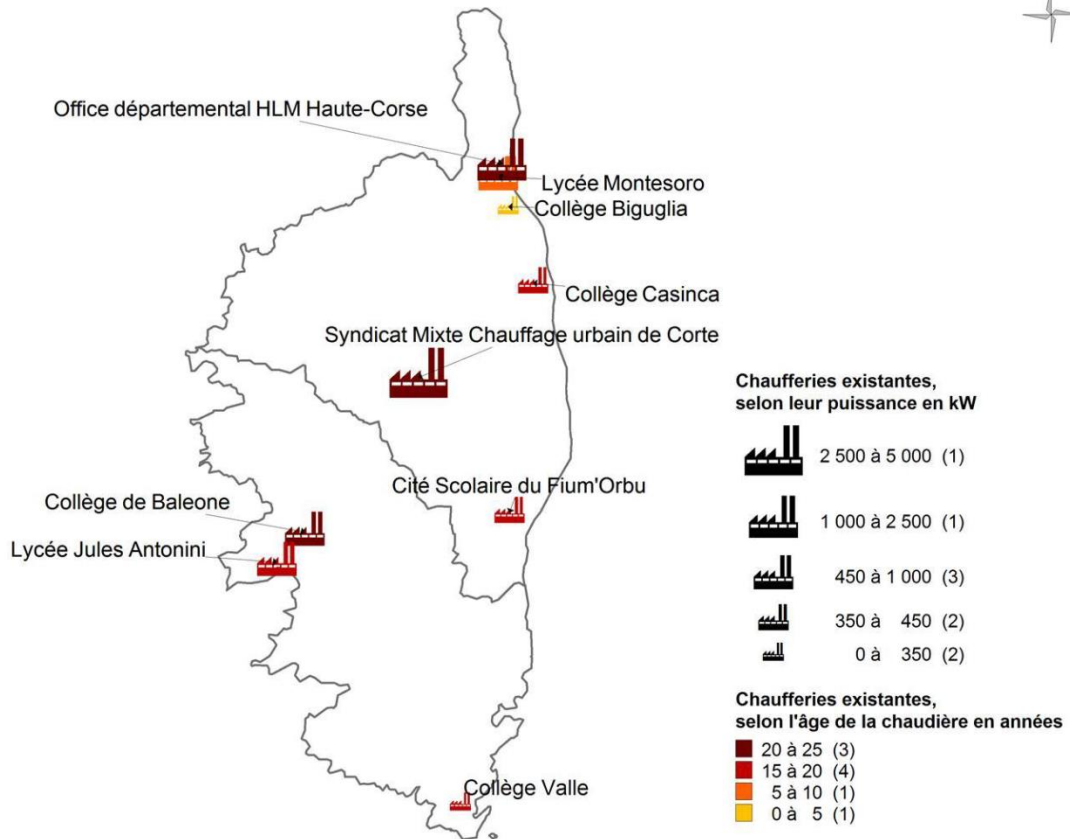 Office départemental HLM Haute-Corse
Lycée Montesoro
Collège Biguglia
Collège Casinca
Syndicat Mixte Chauffage urbain de Corte
Cité Scolaire du Fium'Orbu
Collège de Baleone
Lycée Jules Antonini
Collège Valle
Chaufferies existantes,
selon leur puissance en kW
2 500 à 5 000 (1)
1 000 à 2 500 (1)
450 à 1 000 (3)
350 à 450 (2)
0 à 350 (2)
Chaufferies existantes,
selon l'âge de la chaudière en années
20 à 25 (3)
15 à 20 (4)
5 à 10 (1)
0 à 5 (1)